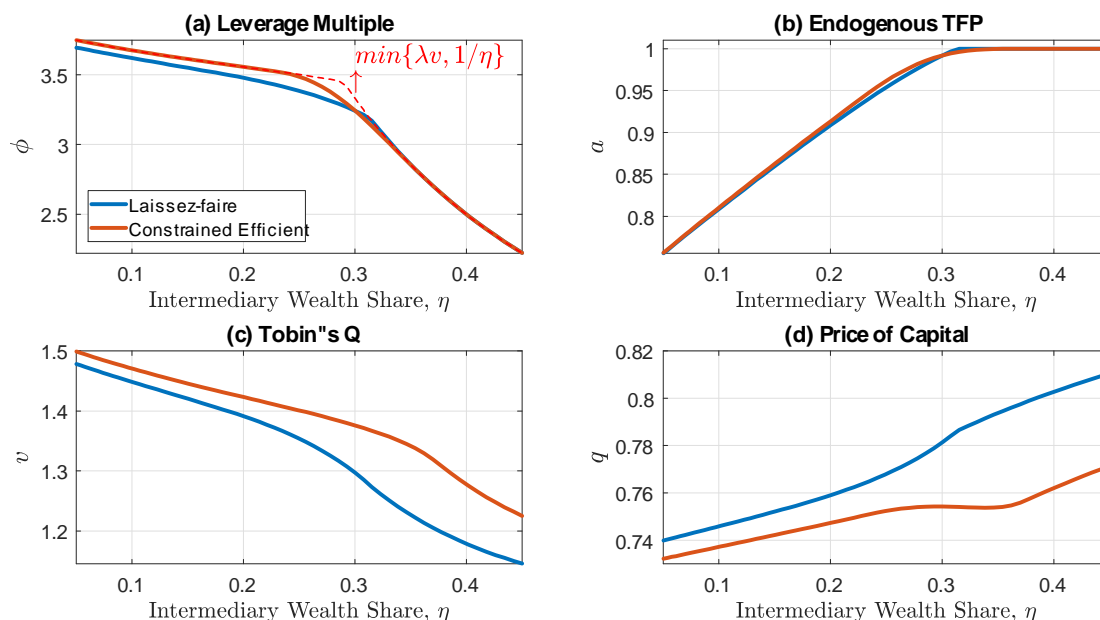 (a) Leverage Multiple
min{λv, 1/η}
3.5
3
2.5
ϕ
Laissez-faire
Constrained Efficient
0.1 0.2 0.3 0.4
Intermediary Wealth Share, η
(b) Endogenous TFP
1
0.95
0.9
0.85
0.8
a
0.1 0.2 0.3 0.4
Intermediary Wealth Share, η
(c) Tobin"s Q
1.5
1.4
1.3
1.2
v
0.1 0.2 0.3 0.4
Intermediary Wealth Share, η
(d) Price of Capital
0.82
0.8
0.78
0.76
0.74
q
0.1 0.2 0.3 0.4
Intermediary Wealth Share, η